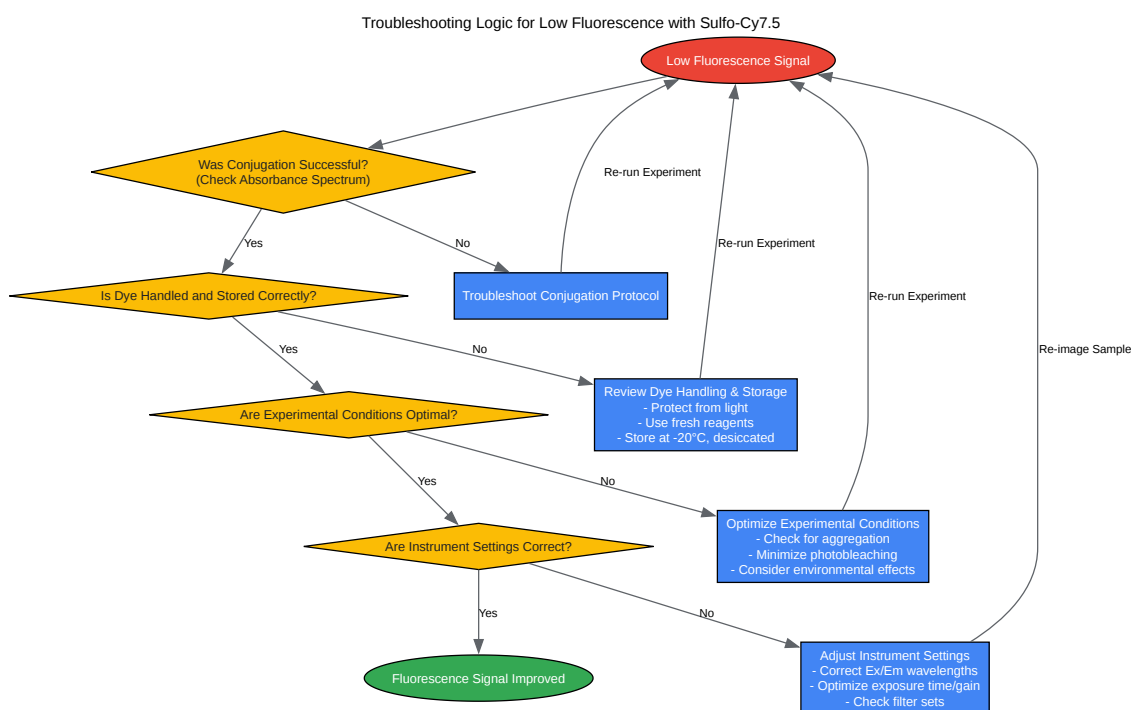 Troubleshooting Logic for Low Fluorescence with Sulfo-Cy7.5
Low Fluorescence Signal
Was Conjugation Successful?
(Check Absorbance Spectrum)
Re-run Experiment
Yes
No
Re-run Experiment
Is Dye Handled and Stored Correctly?
Troubleshoot Conjugation Protocol
Re-run Experiment
Yes
No
Re-image Sample
Review Dye Handling & Storage
- Protect from light
- Use fresh reagents
- Store at -20°C, desiccated
Are Experimental Conditions Optimal?
Yes
No
Optimize Experimental Conditions
- Check for aggregation
- Minimize photobleaching
- Consider environmental effects
Are Instrument Settings Correct?
Yes
No
Fluorescence Signal Improved
Adjust Instrument Settings
- Correct Ex/Em wavelengths
- Optimize exposure time/gain
- Check filter sets